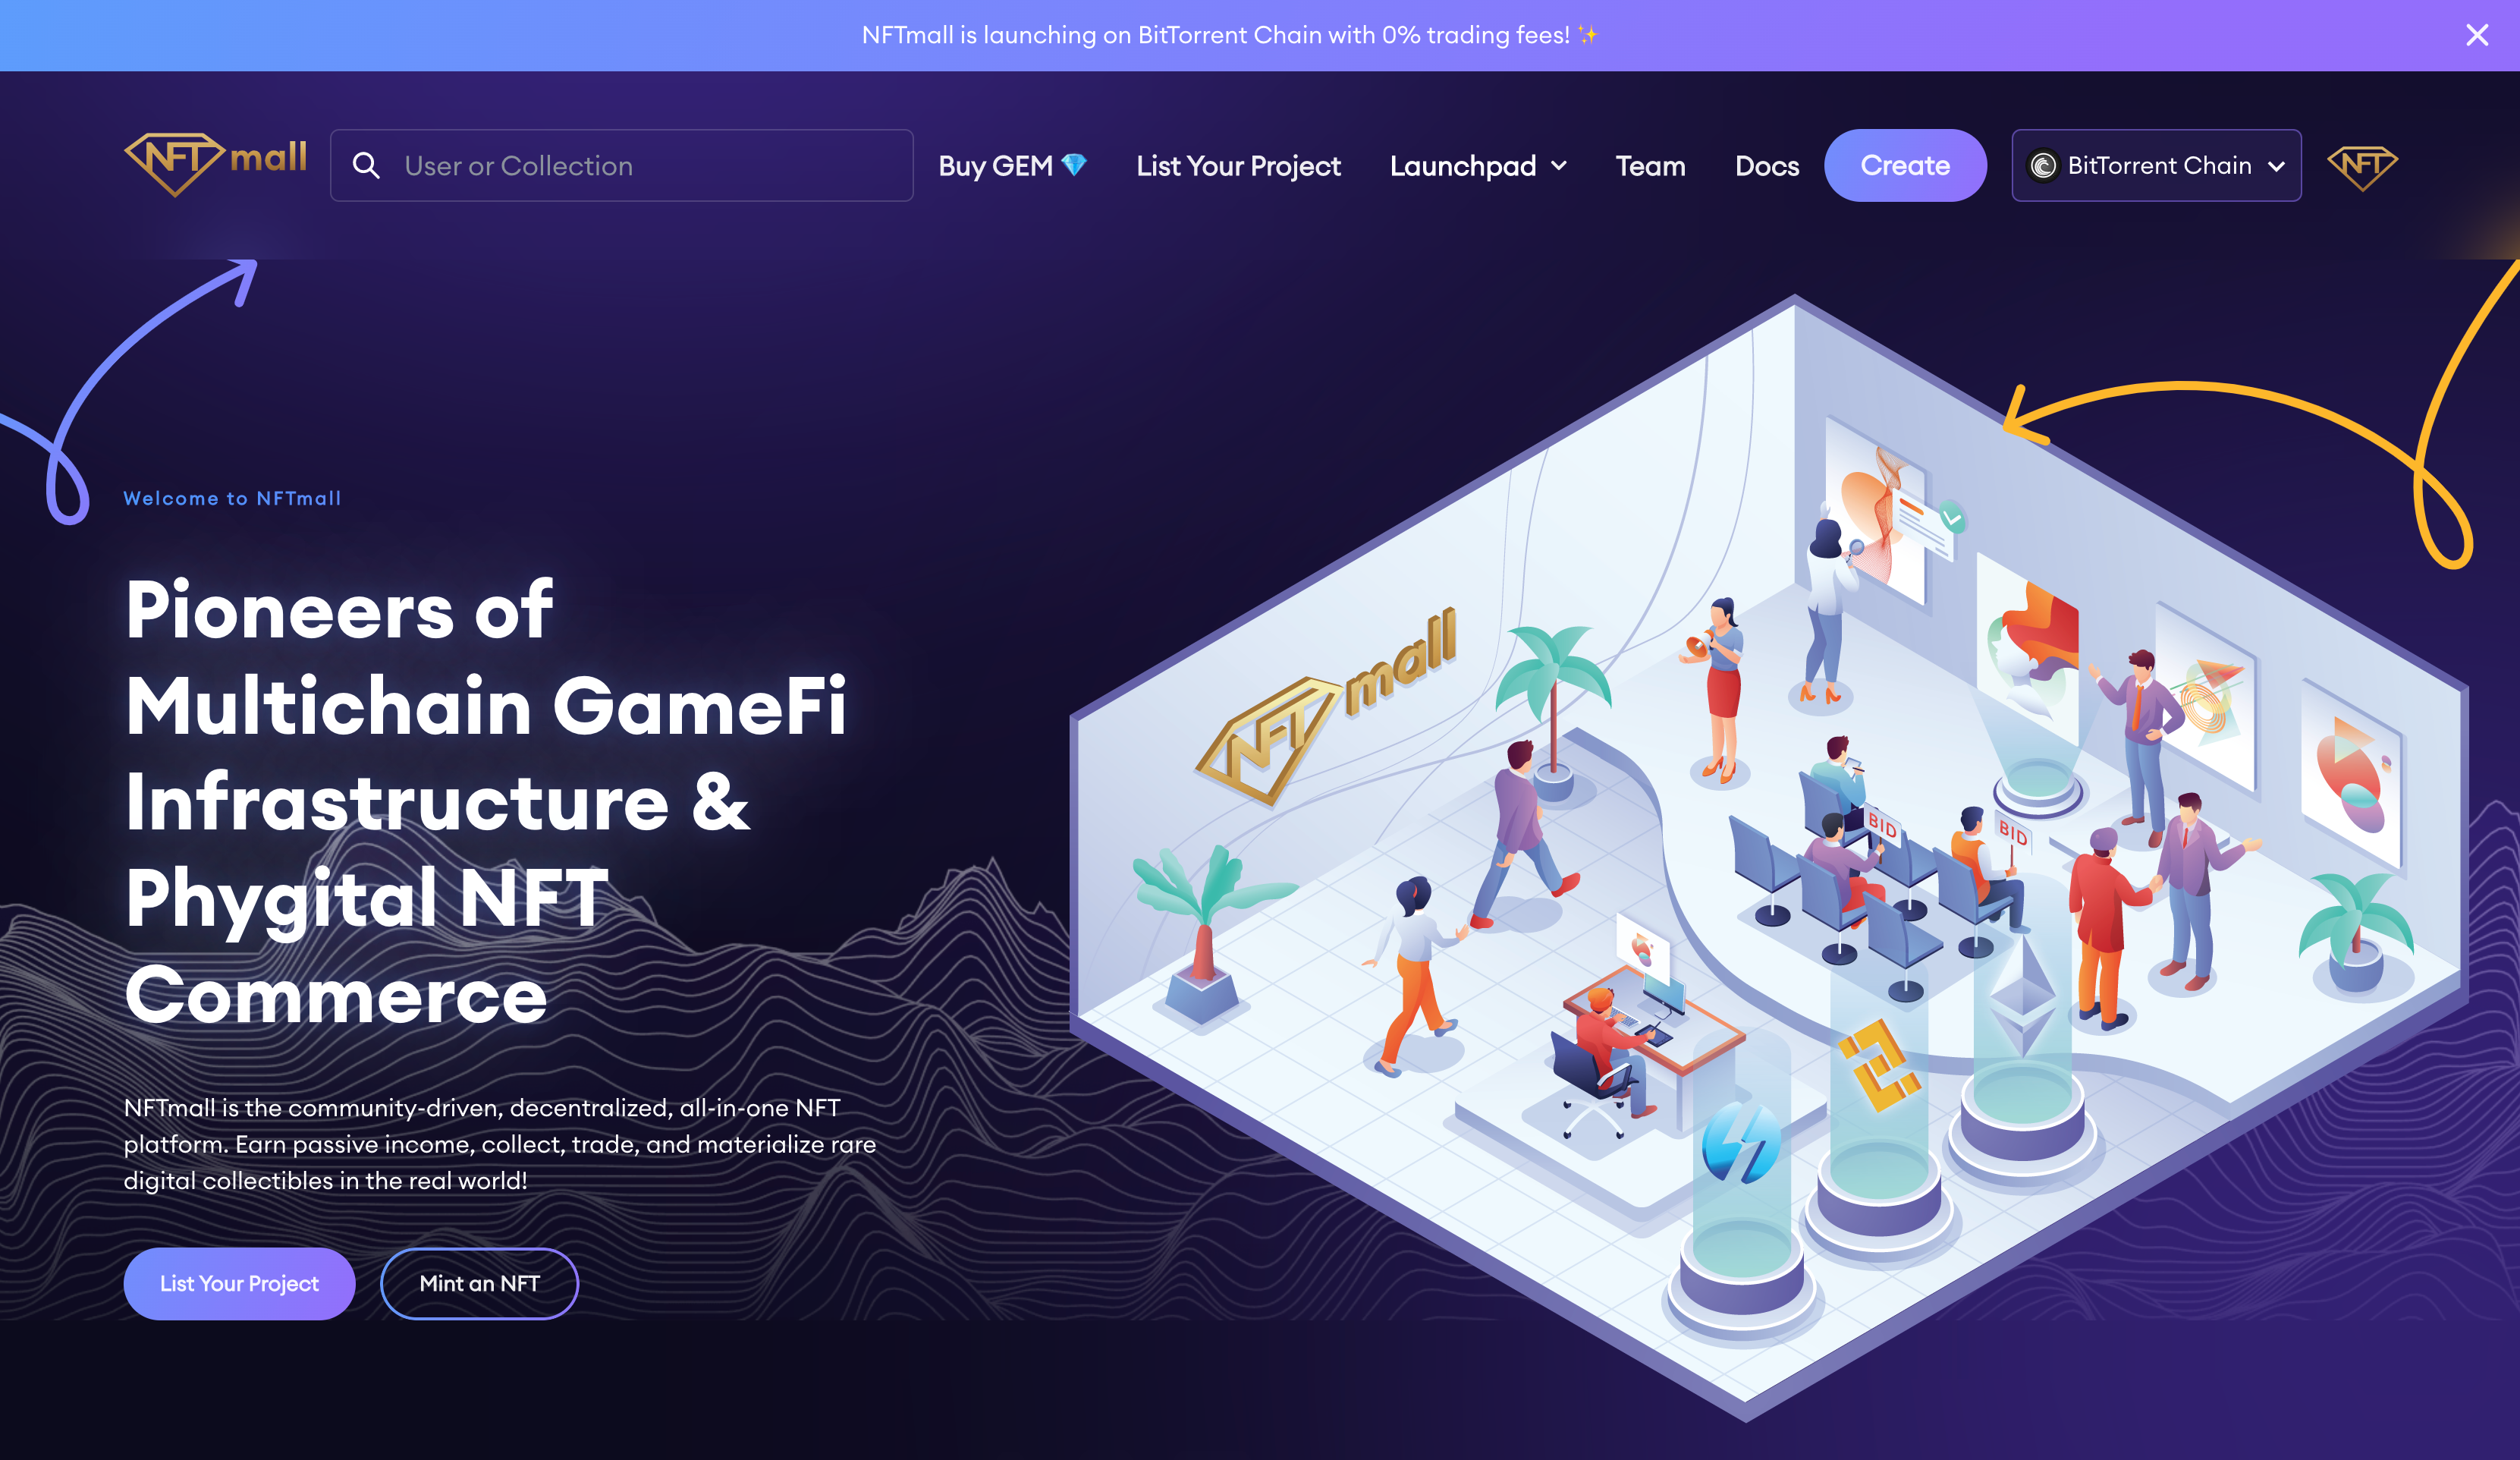 NFTmall is launching on BitTorrent Chain with 0% trading fees! ✨
NFT mall
User or Collection
Buy GEM 💎
List Your Project
Launchpad
Team
Docs
Create
BitTorrent Chain
NFT
Welcome to NFTmall
Pioneers of
Multichain GameFi
Infrastructure &
Phygital NFT
Commerce
NFTmall is the community-driven, decentralized, all-in-one NFT
platform. Earn passive income, collect, trade, and materialize rare
digital collectibles in the real world!
List Your Project
Mint an NFT
NFT mall
BID
BID